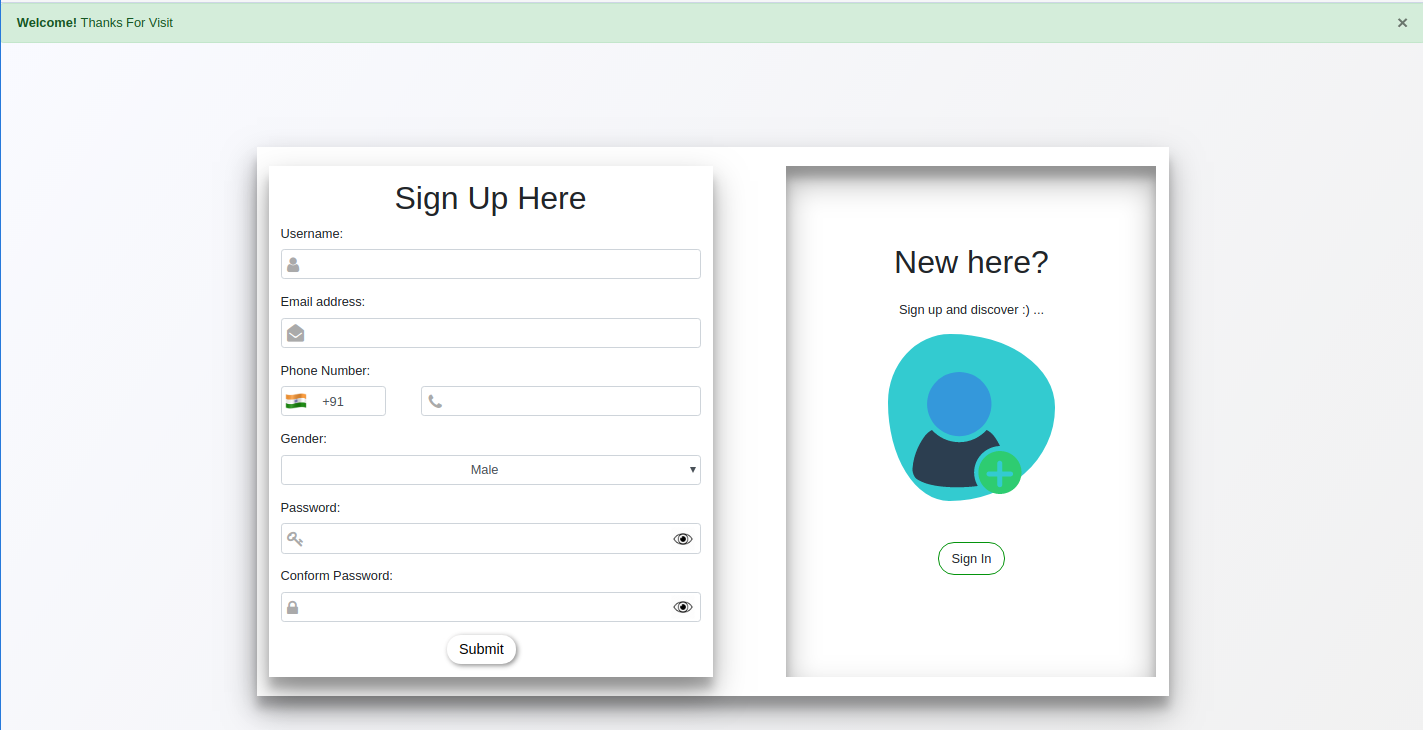 Welcome! Thanks For Visit ×
Sign Up Here
Username:
Email address:
Phone Number:
+91
Gender:
Male
Password:
Conform Password:
Submit
New here?
Sign up and discover :) ...
Sign In